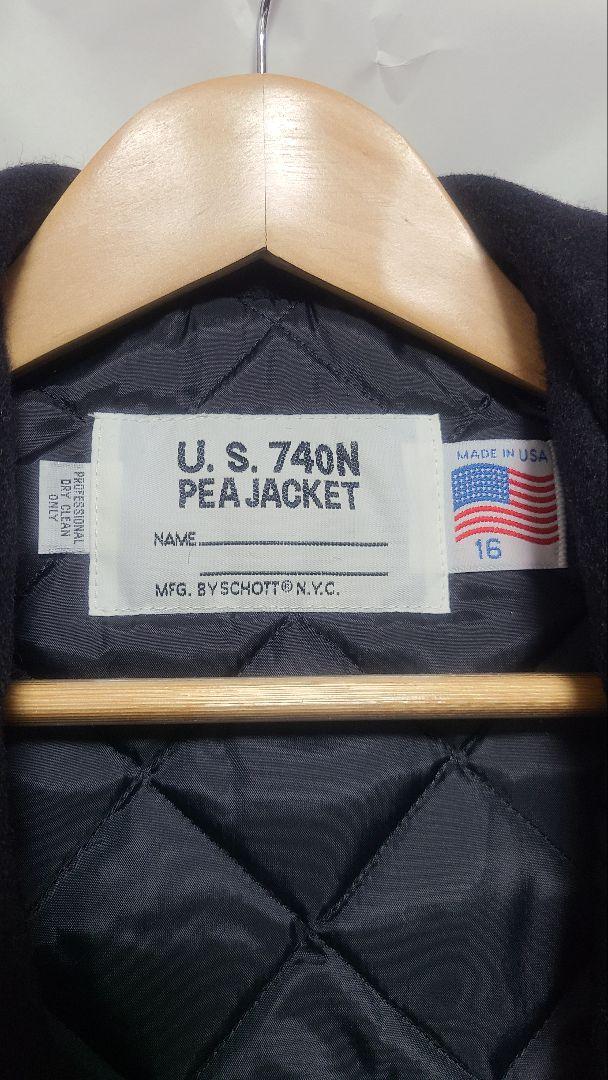 U. S. 740N
PEA JACKET
NAME
MFG. BY SCHOTT® N.Y.C.
PROFESSIONAL
DRY CLEAN
ONLY
MADE IN USA
16